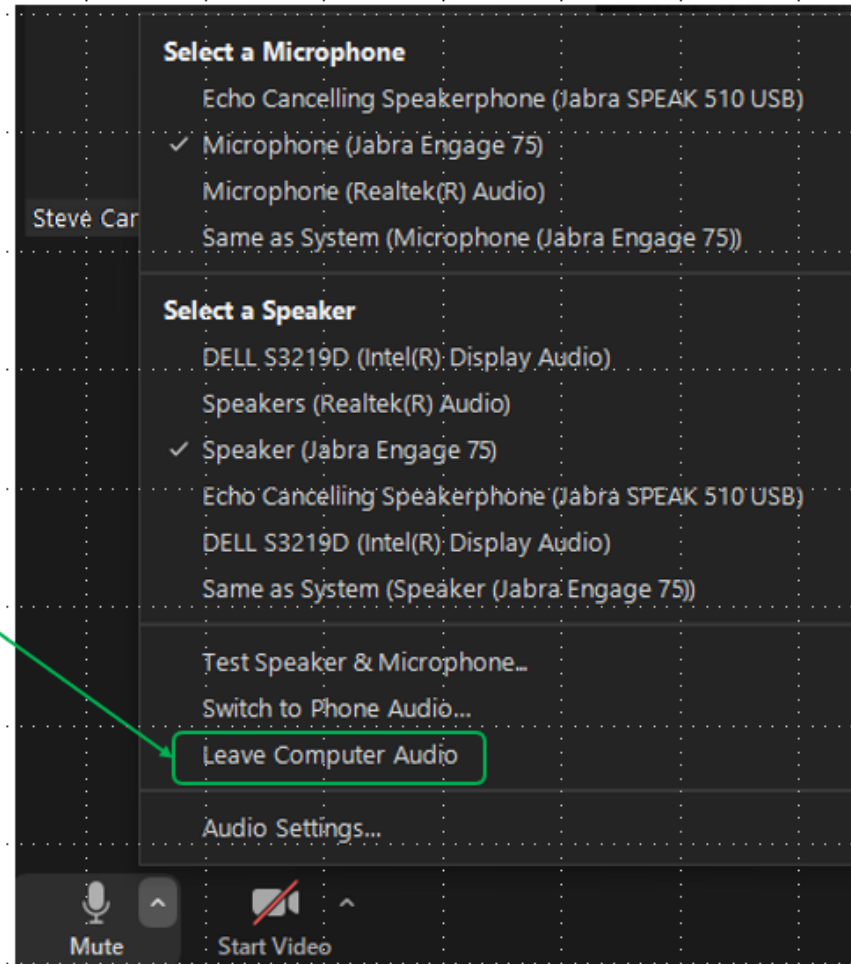 Select a Microphone
Echo Cancelling Speakerphone (Jabra SPEAK 510 USB)
Microphone (Jabra Engage 75)
Microphone (Realtek(R) Audio)
Steve Car
Same as System (Microphone (Jabra Engage 75))
Select a Speaker
DELL S3219D (Intel(R) Display Audio)
Speakers (Realtek(R) Audio)
Speaker (Jabra Engage 75)
Echo Cancelling Speakerphone (Jabra SPEAK 510 USB)
DELL S3219D (Intel(R) Display Audio)
Same as System (Speaker (Jabra Engage 75))
Test Speaker & Microphone...
Switch to Phone Audio...
Leave Computer Audio
Audio Settings...
Mute
Start Video